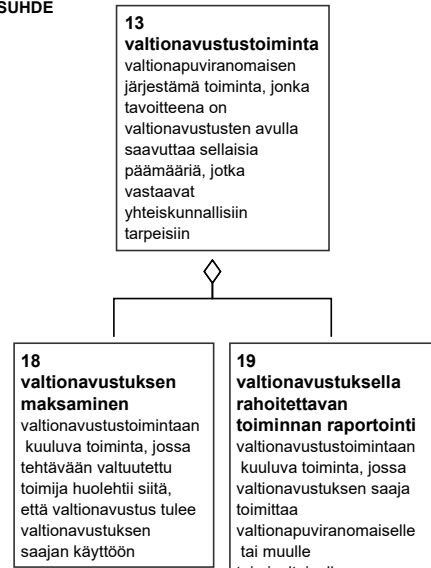 SUHDE
13
valtionavustustoiminta
valtionapuviranomaisen
järjestämä toiminta, jonka
tavoitteena on
valtionavustusten avulla
saavuttaa sellaisia
päämääriä, jotka
vastaavat
yhteiskunnallisiin
tarpeisiin
18
valtionavustuksen
maksaminen
valtionavustustoimintaan
kuuluva toiminta, jossa
tehtävään valtuutettu
toimija huolehtii siitä,
että valtionavustus tulee
valtionavustuksen
saajan käyttöön
19
valtionavustuksella
rahoitettavan
toiminnan raportointi
valtionavustustoimintaan
kuuluva toiminta, jossa
valtionavustuksen saaja
toimittaa
valtionapuviranomaiselle
tai muulle